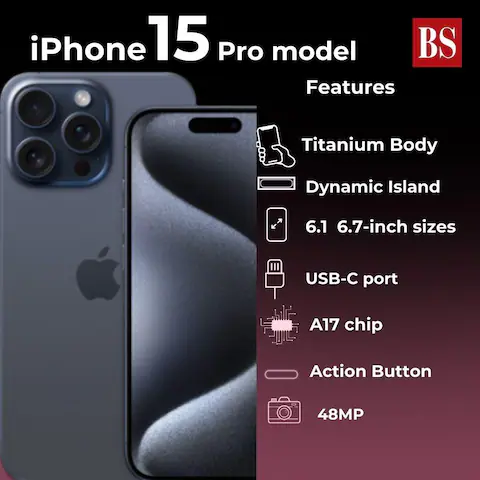 iPhone 15 Pro model
BS
Features
Titanium Body
Dynamic Island
6.1 6.7-inch sizes
USB-C port
A17 chip
Action Button
48MP